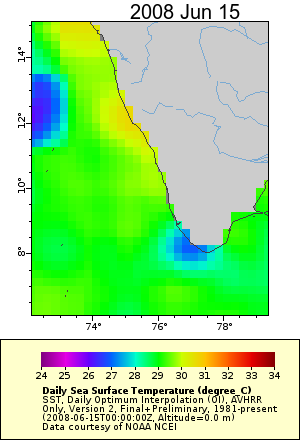 2008 Jun 15
14°
12°
10°
8°
74° 76° 78°
24 25 26 27 28 29 30 31 32 33 34
Daily Sea Surface Temperature (degree_C)
SST, Daily Optimum Interpolation (OI), AVHRR
Only, Version 2, Final+Preliminary, 1981-present
(2008-06-15T00:00:00Z, Altitude=0.0 m)
Data courtesy of NOAA NCEI